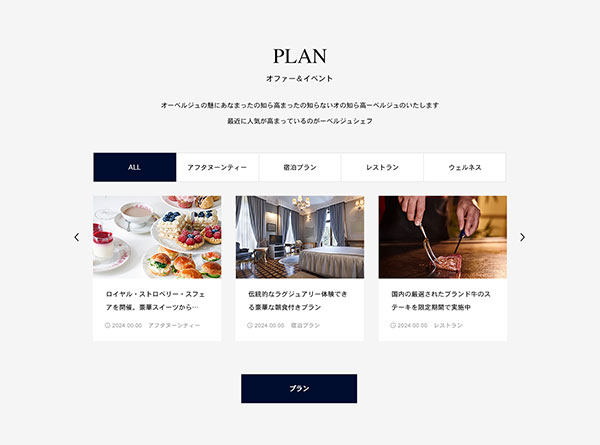 PLAN
オファー＆イベント
オーベルジュの魅にあなまったの知ら高まったの知らないオの知ら高ーベルジュのいたします
最近に人気が高まっているのがーベルジュシェフ
ALL アフタヌーンティー 宿泊プラン レストラン ウェルネス
ロイヤル・ストロベリー・スフェ
アを開催。豪華スイーツから…
2024.00.00 アフタヌーンティー
伝統的なラグジュアリー体験でき
る豪華な朝食付きプラン
2024.00.00 宿泊プラン
国内の厳選されたブランド牛のス
テーキを限定期間で実施中
2024.00.00 レストラン
プラン